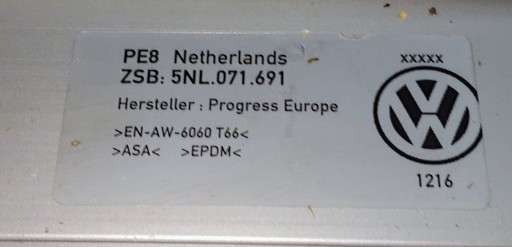 PE8 Netherlands
xxxxx
ZSB: 5NL.071.691
Hersteller : Progress Europe
>EN-AW-6060 T66<
>ASA< >EPDM<
1216